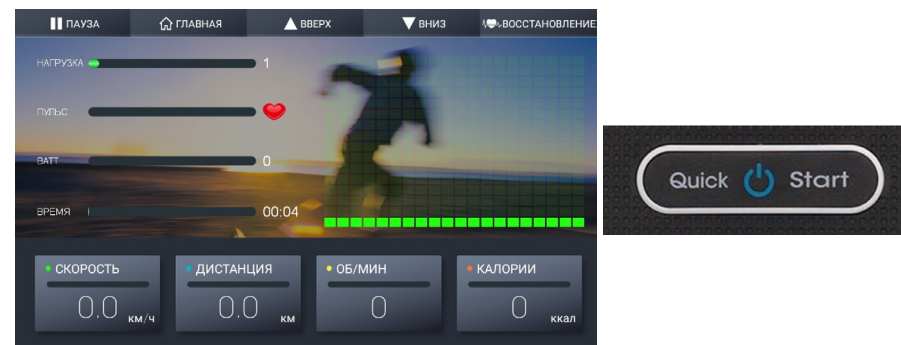 ПАУЗА ГЛАВНАЯ ВВЕРХ ВНИЗ ВОССТАНОВЛЕНИЕ
НАГРУЗКА 1
ПУЛЬС
ВАТТ 0
ВРЕМЯ 00:04
СКОРОСТЬ ДИСТАНЦИЯ ОБ/МИН КАЛОРИИ
0.0 км/ч 0.0 км 0 0 ккал
Quick Start